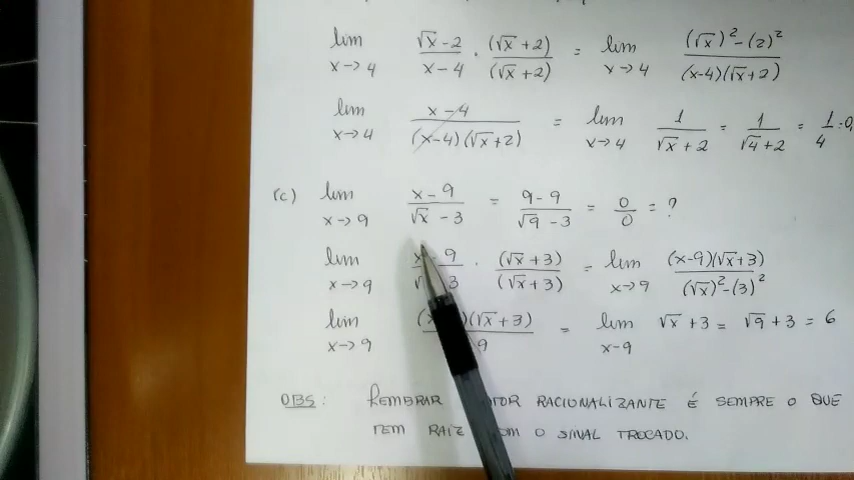 lim x→4 √x - 2 / x - 4 · (√x + 2) / (√x + 2) = lim x→4 (√x)² - (2)² / (x-4)(√x+2)
lim x→4 x - 4 / (x-4)(√x+2) = lim x→4 1 / √x + 2 = 1 / √4 + 2 = 1/4 = 0,
(c) lim x→9 x - 9 / √x - 3 = 9 - 9 / √9 - 3 = 0/0 = ?
lim x→9 x - 9 / √ 3 · (√x + 3) / (√x + 3) = lim x→9 (x-9)(√x+3) / (√x)² - (3)²
lim x→9 (x )(√x + 3) / 9 = lim x-9 √x + 3 = √9 + 3 = 6
OBS: LEMBRAR RACIONALIZANTE É SEMPRE O QUE
TEM RAIZ O SINAL TROCADO.